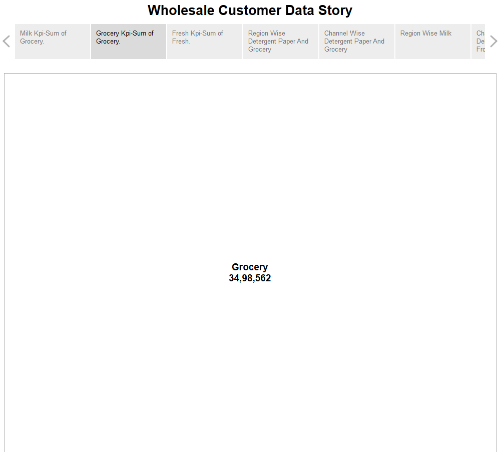 Wholesale Customer Data Story
Milk Kpi-Sum of
Grocery.
Grocery Kpi-Sum of
Grocery.
Fresh Kpi-Sum of
Fresh.
Region Wise
Detergent Paper And
Grocery
Channel Wise
Detergent Paper And
Grocery
Region Wise Milk
Grocery
34,98,562